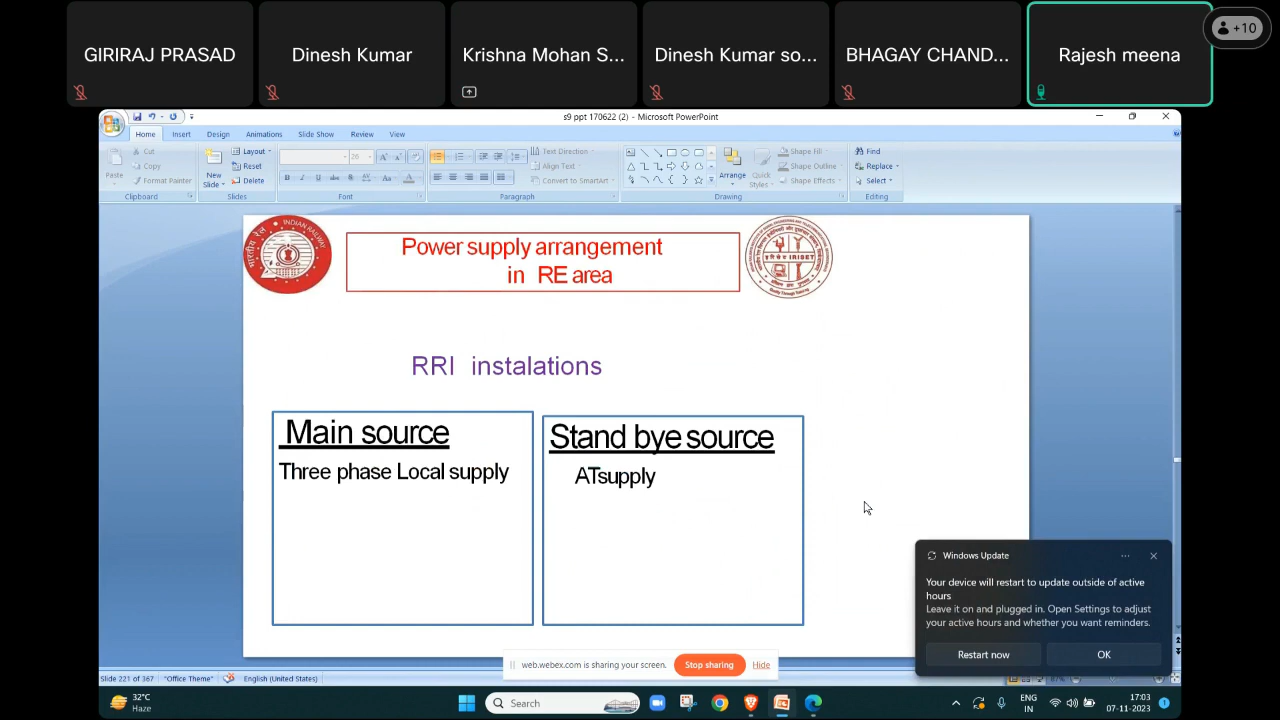 GIRIRAJ PRASAD
Dinesh Kumar
Krishna Mohan S...
Dinesh Kumar so...
BHAGAY CHAND...
Rajesh meena
+10
s9 ppt 170622 (2) - Microsoft PowerPoint
Home Insert Design Animations Slide Show Review View
Paste
Cut
Copy
Format Painter
Clipboard
New Slide
Layout
Reset
Delete
Slides
26
Font
Text Direction
Align Text
Convert to SmartArt
Paragraph
Arrange
Quick Styles
Shape Fill
Shape Outline
Shape Effects
Drawing
Find
Replace
Select
Editing
INDIAN RAILWAY
भारतीय रेल
IRISET
Power supply arrangement
in RE area
RRI instalations
Main source
Three phase Local supply
Stand bye source
ATsupply
Windows Update
Your device will restart to update outside of active
hours
Leave it on and plugged in. Open Settings to adjust
your active hours and whether you want reminders.
Restart now
OK
web.webex.com is sharing your screen.
Stop sharing
Hide
Slide 221 of 367
"Office Theme"
English (United States)
87%
32°C
Haze
Search
ENG
IN
17:03
07-11-2023